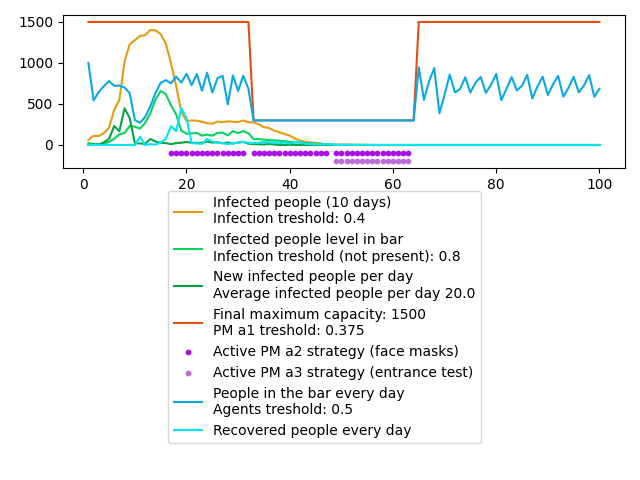 1500
1000
500
0
0
20
40
60
80
100
Infected people (10 days)
Infection treshold: 0.4
Infected people level in bar
Infection treshold (not present): 0.8
New infected people per day
Average infected people per day 20.0
Final maximum capacity: 1500
PM a1 treshold: 0.375
Active PM a2 strategy (face masks)
Active PM a3 strategy (entrance test)
People in the bar every day
Agents treshold: 0.5
Recovered people every day